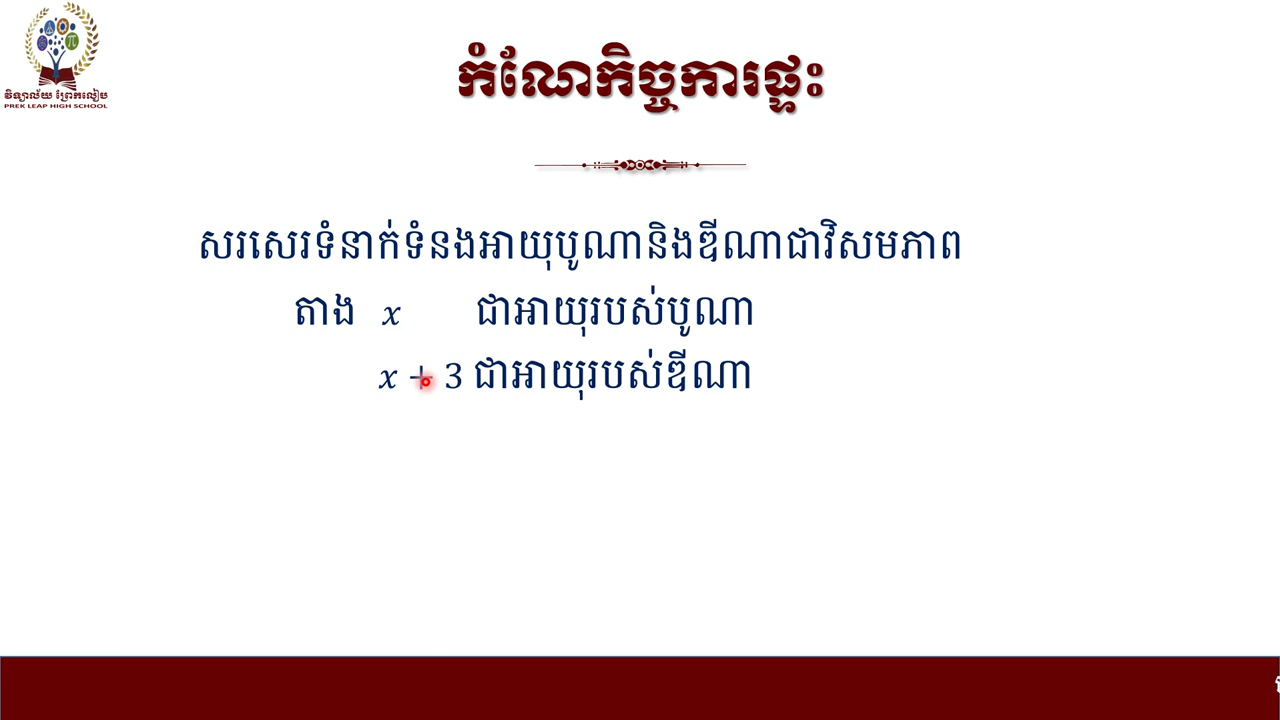 វិទ្យាល័យ ព្រែកលៀប
PREK LEAP HIGH SCHOOL
កំណែកិច្ចការផ្ទះ
សរសេរទំនាក់ទំនងអាយុបូណានិងឌីណាជាវិសមភាព
តាង x ជាអាយុរបស់បូណា
x + 3 ជាអាយុរបស់ឌីណា